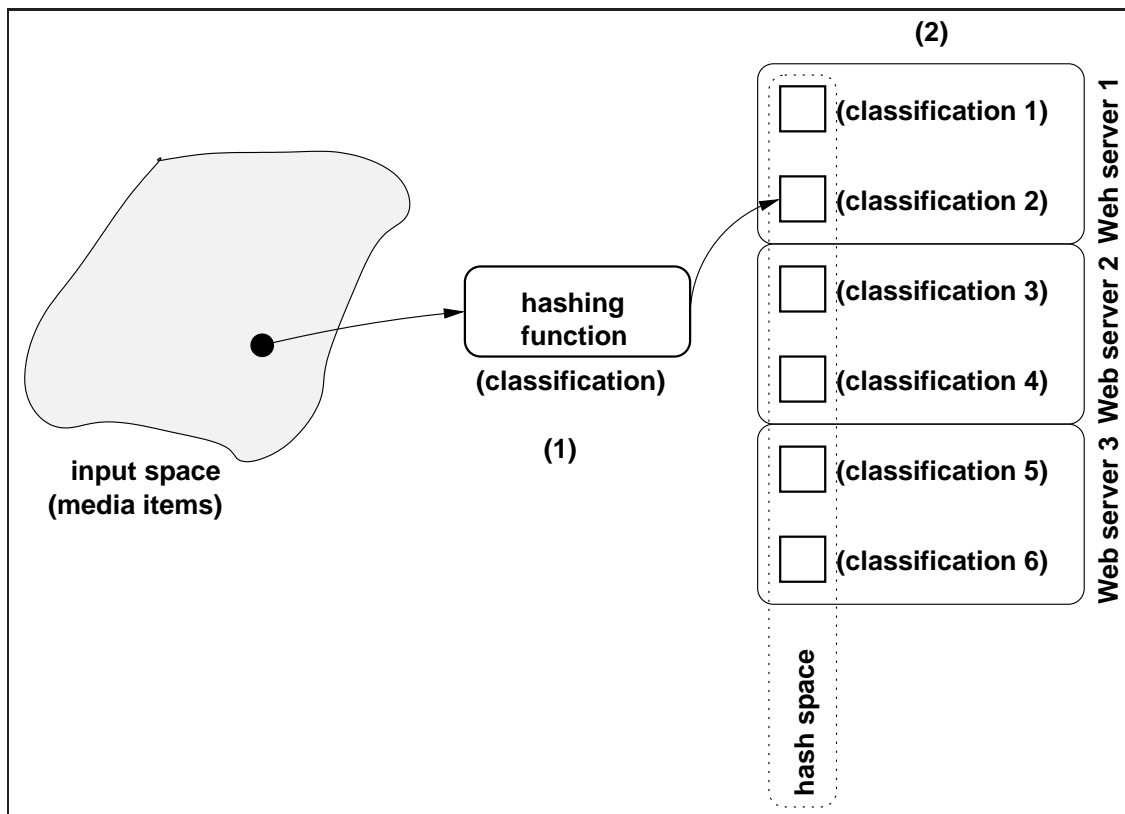 (2)
(classification 1)
(classification 2)
Weh server 1
hashing
function
(classification)
(1)
input space
(media items)
(classification 3)
(classification 4)
Web server 2
(classification 5)
(classification 6)
Web server 3
hash space